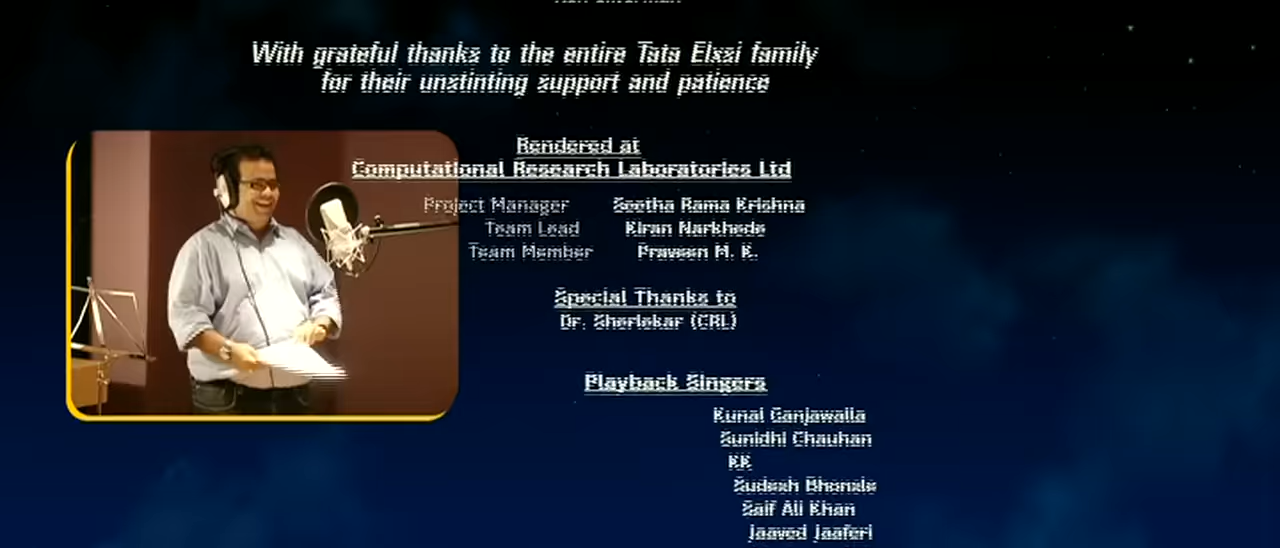 With grateful thanks to the entire Tata Elxsi family
for their unstinting support and patience
Rendered at
Computational Research Laboratories Ltd
Project Manager Seetha Rama Krishna
Team Lead Kiran Narkhede
Team Member Praveen M. K.
Special Thanks to
Dr. Sherlekar (CRL)
Playback Singers
Kunal Ganjawalla
Sunidhi Chauhan
KK
Sudesh Bhonsle
Saif Ali Khan
Jaaved Jaaferi